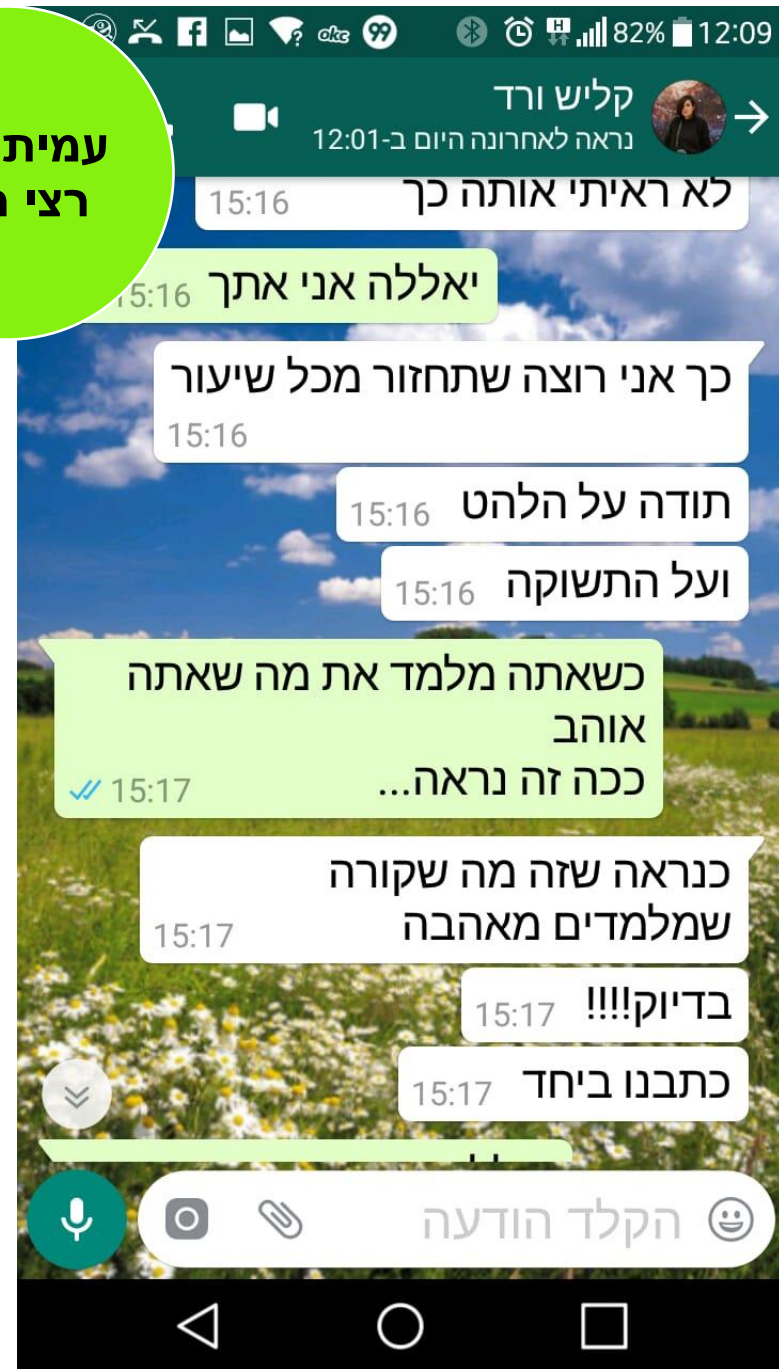 82% 12:09
99
okc
קליש ורד
נראה לאחרונה היום ב-12:01
עמית
רצי
לא ראיתי אותה כך
15:16
יאללה אני אתך
15:16
כך אני רוצה שתחזור מכל שיעור
15:16
תודה על הלהט
15:16
ועל התשוקה
15:16
כשאתה מלמד את מה שאתה
אוהב
ככה זה נראה...
15:17
כנראה שזה מה שקורה
שמלמדים מאהבה
15:17
בדיוק!!!!
15:17
כתבנו ביחד
15:17
הקלד הודעה